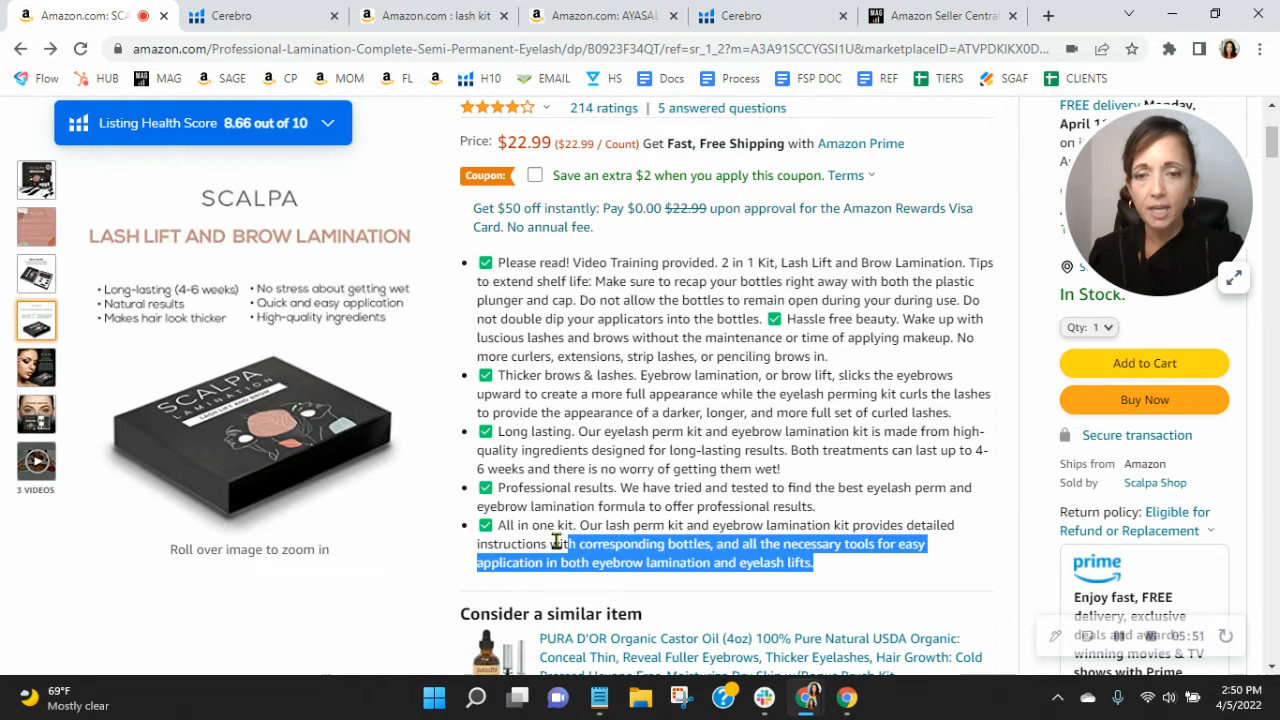 Amazon.com: SCA
Cerebro
Amazon.com : lash kit
Amazon.com: AYASAL
Cerebro
Amazon Seller Centra
amazon.com/Professional-Lamination-Complete-Semi-Permanent-Eyelash/dp/B0923F34QT/ref=sr_1_2?m=A3A91SCCYGSI1U&marketplaceID=ATVPDKIKX0D...
Flow
HUB
MAG
SAGE
CP
MOM
FL
H10
EMAIL
HS
Docs
Process
FSP DOC
REF
TIERS
SGAF
CLIENTS
Listing Health Score 8.66 out of 10
SCALPA
LASH LIFT AND BROW LAMINATION
• Long-lasting (4-6 weeks)
• Natural results
• Makes hair look thicker
• No stress about getting wet
• Quick and easy application
• High-quality ingredients
SCALPA
LAMINATION
LASH LIFT AND BROW
3 VIDEOS
Roll over image to zoom in
214 ratings | 5 answered questions
Price: $22.99 ($22.99 / Count) Get Fast, Free Shipping with Amazon Prime
Coupon: Save an extra $2 when you apply this coupon. Terms
Get $50 off instantly: Pay $0.00 $22.99 upon approval for the Amazon Rewards Visa
Card. No annual fee.
• ✅ Please read! Video Training provided. 2 in 1 Kit, Lash Lift and Brow Lamination. Tips
to extend shelf life: Make sure to recap your bottles right away with both the plastic
plunger and cap. Do not allow the bottles to remain open during your during use. Do
not double dip your applicators into the bottles. ✅ Hassle free beauty. Wake up with
luscious lashes and brows without the maintenance or time of applying makeup. No
more curlers, extensions, strip lashes, or penciling brows in.
• ✅ Thicker brows & lashes. Eyebrow lamination, or brow lift, slicks the eyebrows
upward to create a more full appearance while the eyelash perming kit curls the lashes
to provide the appearance of a darker, longer, and more full set of curled lashes.
• ✅ Long lasting. Our eyelash perm kit and eyebrow lamination kit is made from high-
quality ingredients designed for long-lasting results. Both treatments can last up to 4-
6 weeks and there is no worry of getting them wet!
• ✅ Professional results. We have tried and tested to find the best eyelash perm and
eyebrow lamination formula to offer professional results.
• ✅ All in one kit. Our lash perm kit and eyebrow lamination kit provides detailed
instructions with corresponding bottles, and all the necessary tools for easy
application in both eyebrow lamination and eyelash lifts.
Consider a similar item
PURA D'OR Organic Castor Oil (4oz) 100% Pure Natural USDA Organic:
Conceal Thin, Reveal Fuller Eyebrows, Thicker Eyelashes, Hair Growth: Cold
FREE delivery Monday,
April 1
on i
In Stock.
Qty: 1
Add to Cart
Buy Now
Secure transaction
Ships from Amazon
Sold by Scalpa Shop
Return policy: Eligible for
Refund or Replacement
prime
Enjoy fast, FREE
delivery, exclusive
deals and awar
winning movies & TV
shows with Prime
05:51
69°F
Mostly clear
2:50 PM
4/5/2022